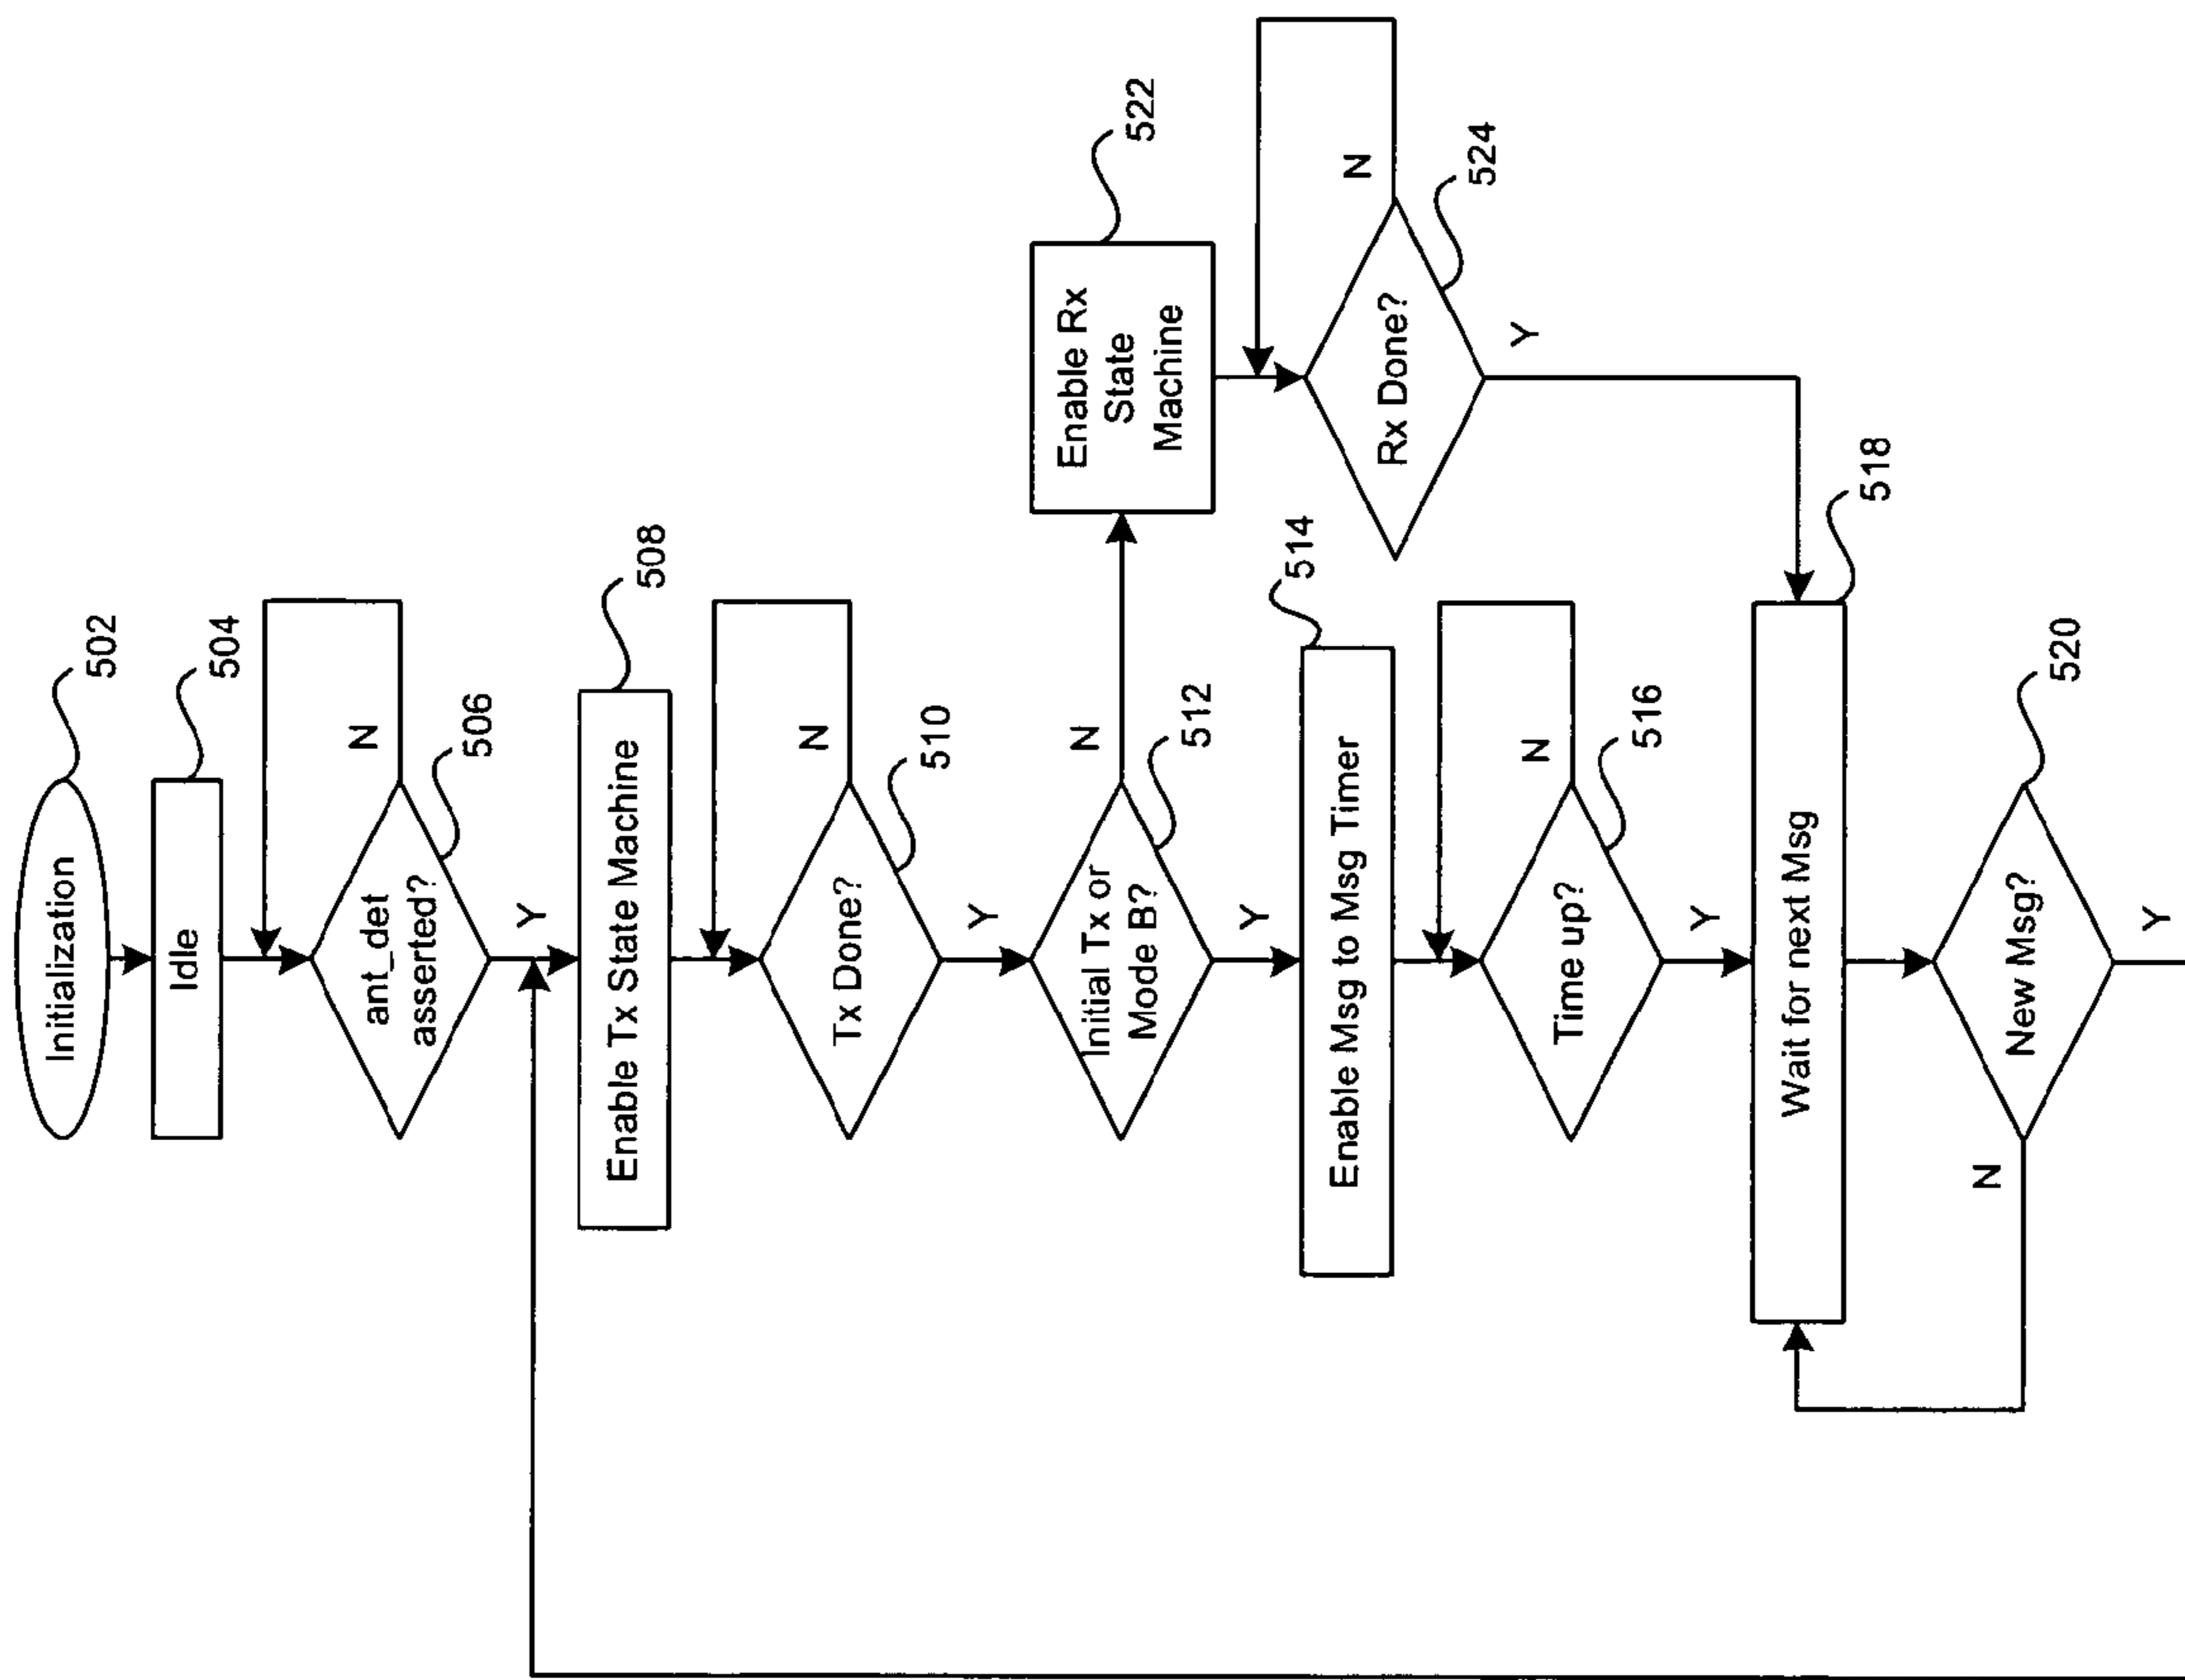 Initialization
502
Idle
504
ant_det
asserted?
N
506
Y
Enable Tx State Machine
508
Tx Done?
N
510
Y
Initial Tx or
Mode B?
N
512
Y
Enable Rx
State
Machine
522
Rx Done?
N
524
Y
Enable Msg to Msg Timer
514
Time up?
N
516
Y
Wait for next Msg
518
New Msg?
N
520
Y